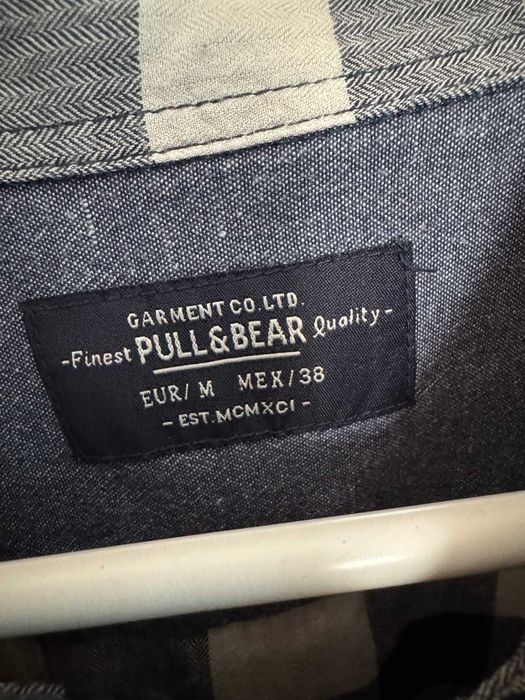 GARMENT CO.LTD.
-Finest PULL&BEAR Quality-
EUR/ M MEX/38
- EST.MCMXCI -